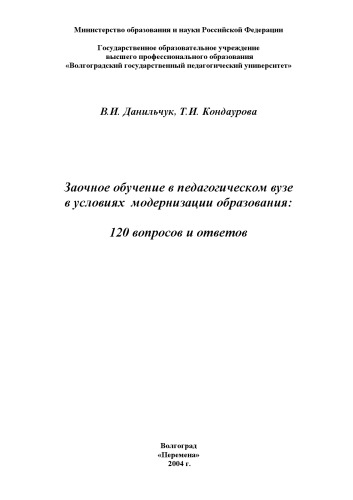 Министерство образования и науки Российской Федерации
Государственное образовательное учреждение
высшего профессионального образования
«Волгоградский государственный педагогический университет»
В.И. Данильчук, Т.И. Кондаурова
Заочное обучение в педагогическом вузе
в условиях модернизации образования:
120 вопросов и ответов
Волгоград
«Перемена»
2004 г.